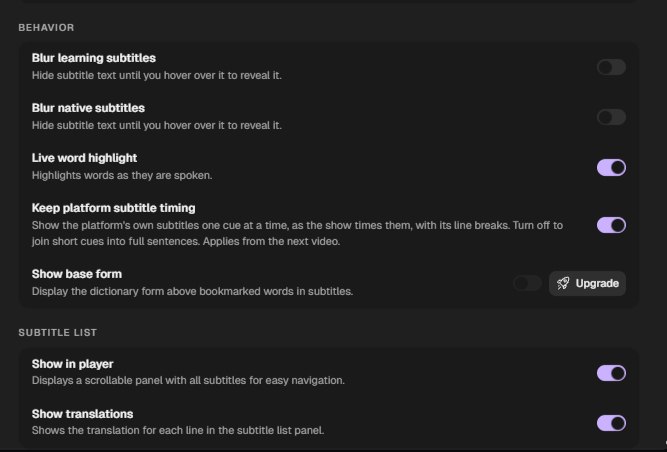 BEHAVIOR
Blur learning subtitles
Hide subtitle text until you hover over it to reveal it.
Blur native subtitles
Hide subtitle text until you hover over it to reveal it.
Live word highlight
Highlights words as they are spoken.
Keep platform subtitle timing
Show the platform's own subtitles one cue at a time, as the show times them, with its line breaks. Turn off to
join short cues into full sentences. Applies from the next video.
Show base form
Display the dictionary form above bookmarked words in subtitles.
Upgrade
SUBTITLE LIST
Show in player
Displays a scrollable panel with all subtitles for easy navigation.
Show translations
Shows the translation for each line in the subtitle list panel.